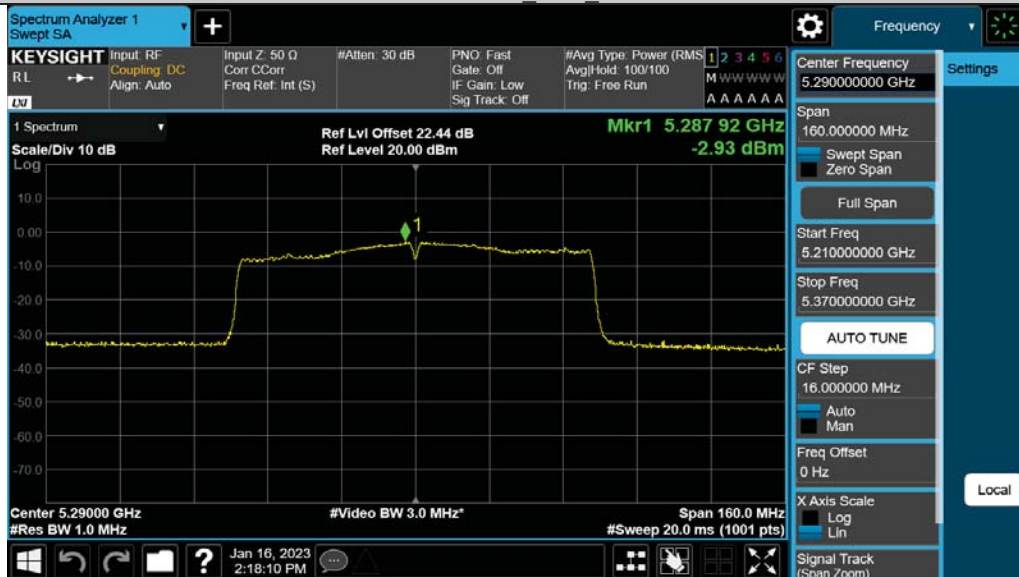 Spectrum Analyzer 1
Swept SA
+
Frequency
KEYSIGHT
RL
LXI
Input: RF
Coupling: DC
Align: Auto
Input Z: 50 Ω
Corr CCorr
Freq Ref: Int (S)
#Atten: 30 dB
PNO: Fast
Gate: Off
IF Gain: Low
Sig Track: Off
#Avg Type: Power (RMS
Avg|Hold: 100/100
Trig: Free Run
1 2 3 4 5 6
M W W W W W
A A A A A A
1 Spectrum
Scale/Div 10 dB
Log
Ref Lvl Offset 22.44 dB
Ref Level 20.00 dBm
Mkr1 5.287 92 GHz
-2.93 dBm
10.0
0.00
-10.0
-20.0
-30.0
-40.0
-50.0
-60.0
-70.0
1
Center 5.29000 GHz
#Res BW 1.0 MHz
#Video BW 3.0 MHz*
Span 160.0 MHz
#Sweep 20.0 ms (1001 pts)
?
Jan 16, 2023
2:18:10 PM
Center Frequency
5.290000000 GHz
Span
160.000000 MHz
Swept Span
Zero Span
Full Span
Start Freq
5.210000000 GHz
Stop Freq
5.370000000 GHz
AUTO TUNE
CF Step
16.000000 MHz
Auto
Man
Freq Offset
0 Hz
X Axis Scale
Log
Lin
Signal Track
(Span Zoom)
Settings
Local